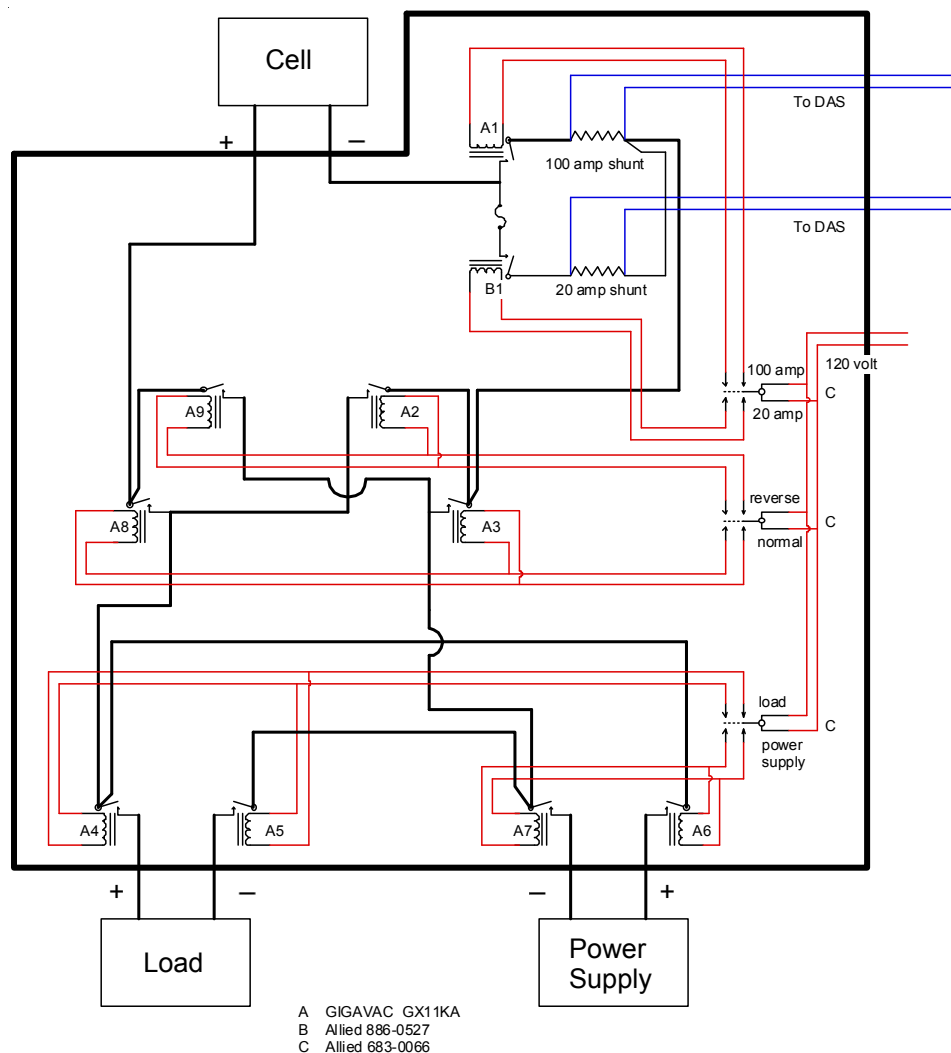 Cell
+
–
A1
100 amp shunt
To DAS
To DAS
B1
20 amp shunt
120 volt
100 amp
C
20 amp
A9
A2
reverse
A8
A3
C
normal
load
C
power
supply
A4
A5
A7
A6
+
–
–
+
Load
Power
Supply
A GIGAVAC GX11KA
B Allied 886-0527
C Allied 683-0066